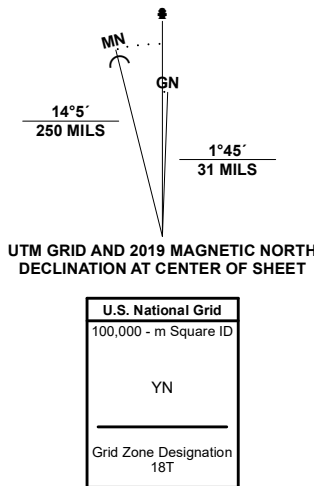 MN
GN
14°5´
250 MILS
1°45´
31 MILS
UTM GRID AND 2019 MAGNETIC NORTH
DECLINATION AT CENTER OF SHEET
U.S. National Grid
100,000 - m Square ID
YN
Grid Zone Designation
18T